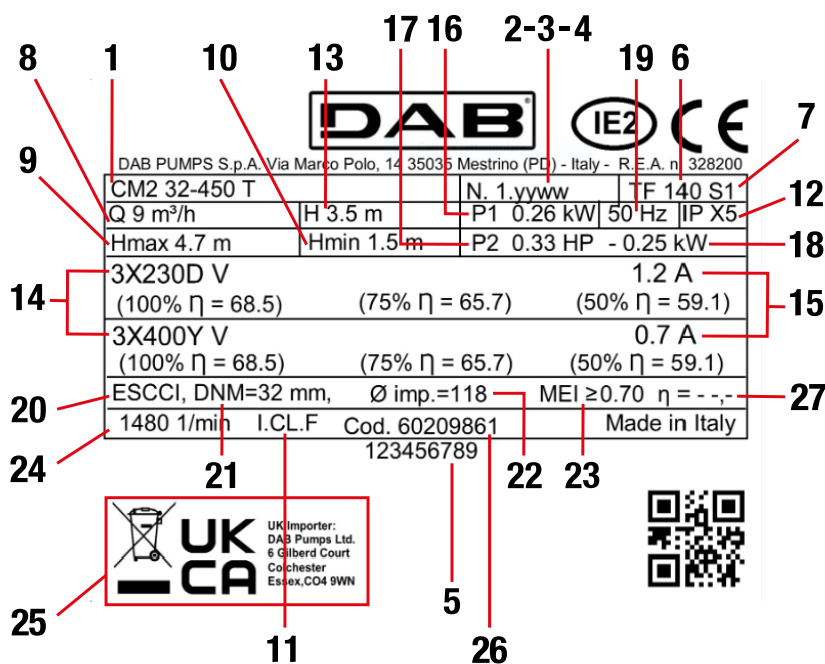 17 16 2-3-4
8 1 10 13 19 6
DAB IE2 CE
7
DAB PUMPS S.p.A. Via Marco Polo, 14 35035 Mestrino (PD) - Italy - R.E.A. n. 328200
9 CM2 32-450 T N. 1.yyww TF 140 S1 12
Q 9 m³/h H 3.5 m P1 0.26 kW 50 Hz IP X5
Hmax 4.7 m Hmin 1.5 m P2 0.33 HP - 0.25 kW 18
3X230D V 1.2 A
14 (100% η = 68.5) (75% η = 65.7) (50% η = 59.1) 15
3X400Y V 0.7 A
(100% η = 68.5) (75% η = 65.7) (50% η = 59.1)
20 ESCCI, DNM=32 mm, Ø imp.=118 MEI ≥0.70 η = - -,- 27
24 1480 1/min I.CL.F Cod. 60209861 Made in Italy
123456789
21 22 23
UK
CA
UK Importer:
DAB Pumps Ltd.
6 Gilberd Court
Colchester
Essex,CO4 9WN
25 11 5 26